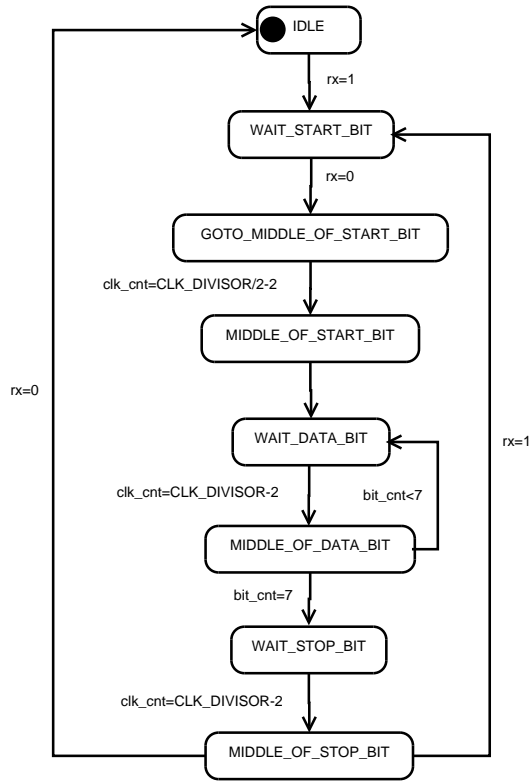 IDLE
rx=1
WAIT_START_BIT
rx=0
GOTO_MIDDLE_OF_START_BIT
clk_cnt=CLK_DIVISOR/2-2
MIDDLE_OF_START_BIT
rx=0
WAIT_DATA_BIT
rx=1
clk_cnt=CLK_DIVISOR-2
bit_cnt<7
MIDDLE_OF_DATA_BIT
bit_cnt=7
WAIT_STOP_BIT
clk_cnt=CLK_DIVISOR-2
MIDDLE_OF_STOP_BIT